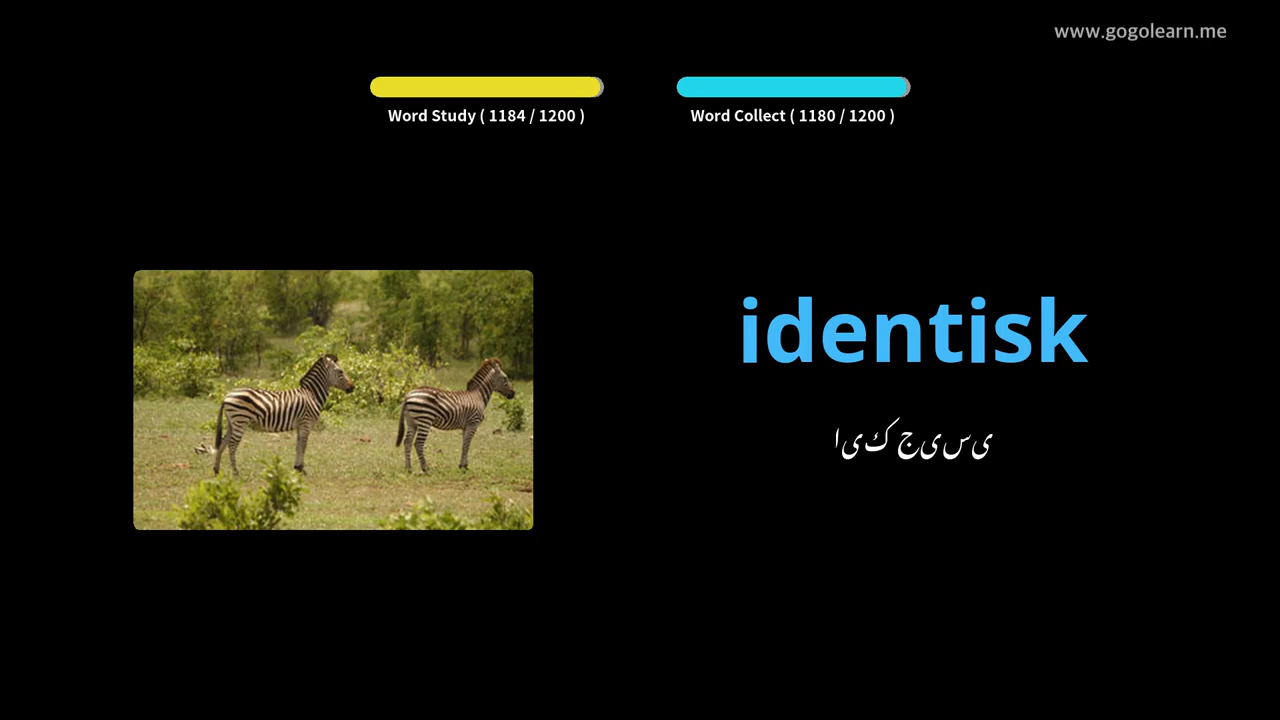 www.gogolearn.me
Word Study ( 1184 / 1200 )
Word Collect ( 1180 / 1200 )
identisk
ایک جیسی